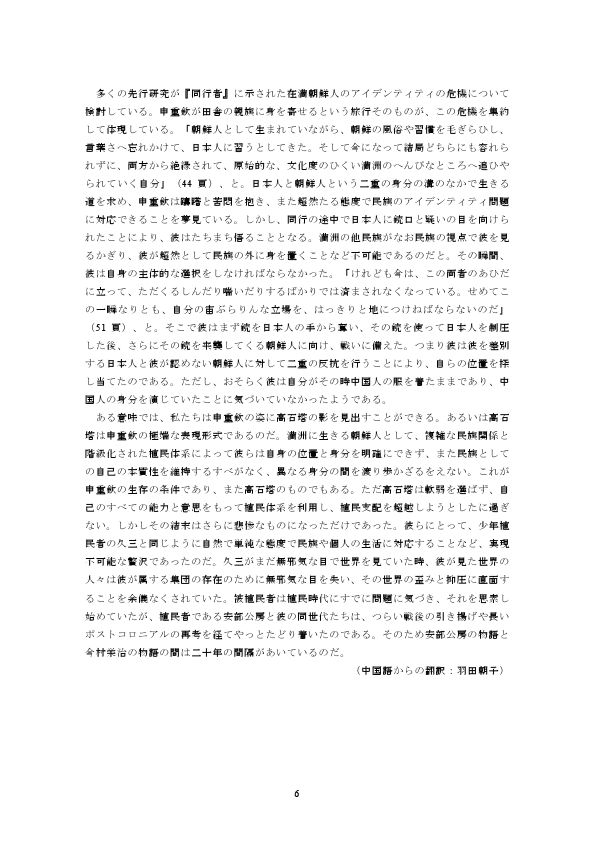 多くの先行研究が『同行者』に示された在満朝鮮人のアイデンティティの危機について
検討している。申重欽が田舎の親族に身を寄せるという旅行そのものが、この危機を集約
して体現している。「朝鮮人として生まれていながら、朝鮮の風俗や習慣を毛ぎらひし、
言葉さへ忘れかけて、日本人に習うとしてきた。そして今になって結局どちらにも容れら
れずに、両方から絶縁されて、原始的な、文化度のひくい満洲のへんぴなところへ追ひや
られていく自分」（44 頁）、と。日本人と朝鮮人という二重の身分の溝のなかで生きる
道を求め、申重欽は躊躇と苦悶を抱き、また超然たる態度で民族のアイデンティティ問題
に対応できることを夢見ている。しかし、同行の途中で日本人に銃口と疑いの目を向けら
れたことにより、彼はたちまち悟ることとなる。満洲の他民族がなお民族の視点で彼を見
るかぎり、彼が超然として民族の外に身を置くことなど不可能であるのだと。その瞬間、
彼は自身の主体的な選択をしなければならなかった。「けれども今は、この両者のあひだ
に立って、ただくるしんだり喘いだりするばかりでは済まされなくなっている。せめてこ
の一瞬なりとも、自分の宙ぶらりんな立場を、はっきりと地につけねばならないのだ」
（51 頁）、と。そこで彼はまず銃を日本人の手から奪い、その銃を使って日本人を制圧
した後、さらにその銃を来襲してくる朝鮮人に向け、戦いに備えた。つまり彼は彼を差別
する日本人と彼が認めない朝鮮人に対して二重の反抗を行うことにより、自らの位置を探
し当てたのである。ただし、おそらく彼は自分がその時中国人の服を着たままであり、中
国人の身分を演じていたことに気づいていなかったようである。
ある意味では、私たちは申重欽の姿に高石塔の影を見出すことができる。あるいは高石
塔は申重欽の極端な表現形式であるのだ。満洲に生きる朝鮮人として、複雑な民族関係と
階級化された植民体系によって彼らは自身の位置と身分を明確にできず、また民族として
の自己の本質性を維持するすべがなく、異なる身分の間を渡り歩かざるをえない。これが
申重欽の生存の条件であり、また高石塔のものでもある。ただ高石塔は軟弱を選ばず、自
己のすべての能力と意思をもって植民体系を利用し、植民支配を超越しようとしたに過ぎ
ない。しかしその結末はさらに悲惨なものになっただけであった。彼らにとって、少年植
民者の久三と同じように自然で単純な態度で民族や個人の生活に対応することなど、実現
不可能な贅沢であったのだ。久三がまだ無邪気な目で世界を見ていた時、彼が見た世界の
人々は彼が属する集団の存在のために無邪気な目を失い、その世界の歪みと抑圧に直面す
ることを余儀なくされていた。被植民者は植民時代にすでに問題に気づき、それを思索し
始めていたが、植民者である安部公房と彼の同世代たちは、つらい戦後の引き揚げや長い
ポストコロニアルの再考を経てやっとたどり着いたのである。そのため安部公房の物語と
今村栄治の物語の間は二十年の間隔があいているのだ。
（中国語からの翻訳：羽田朝子）
6